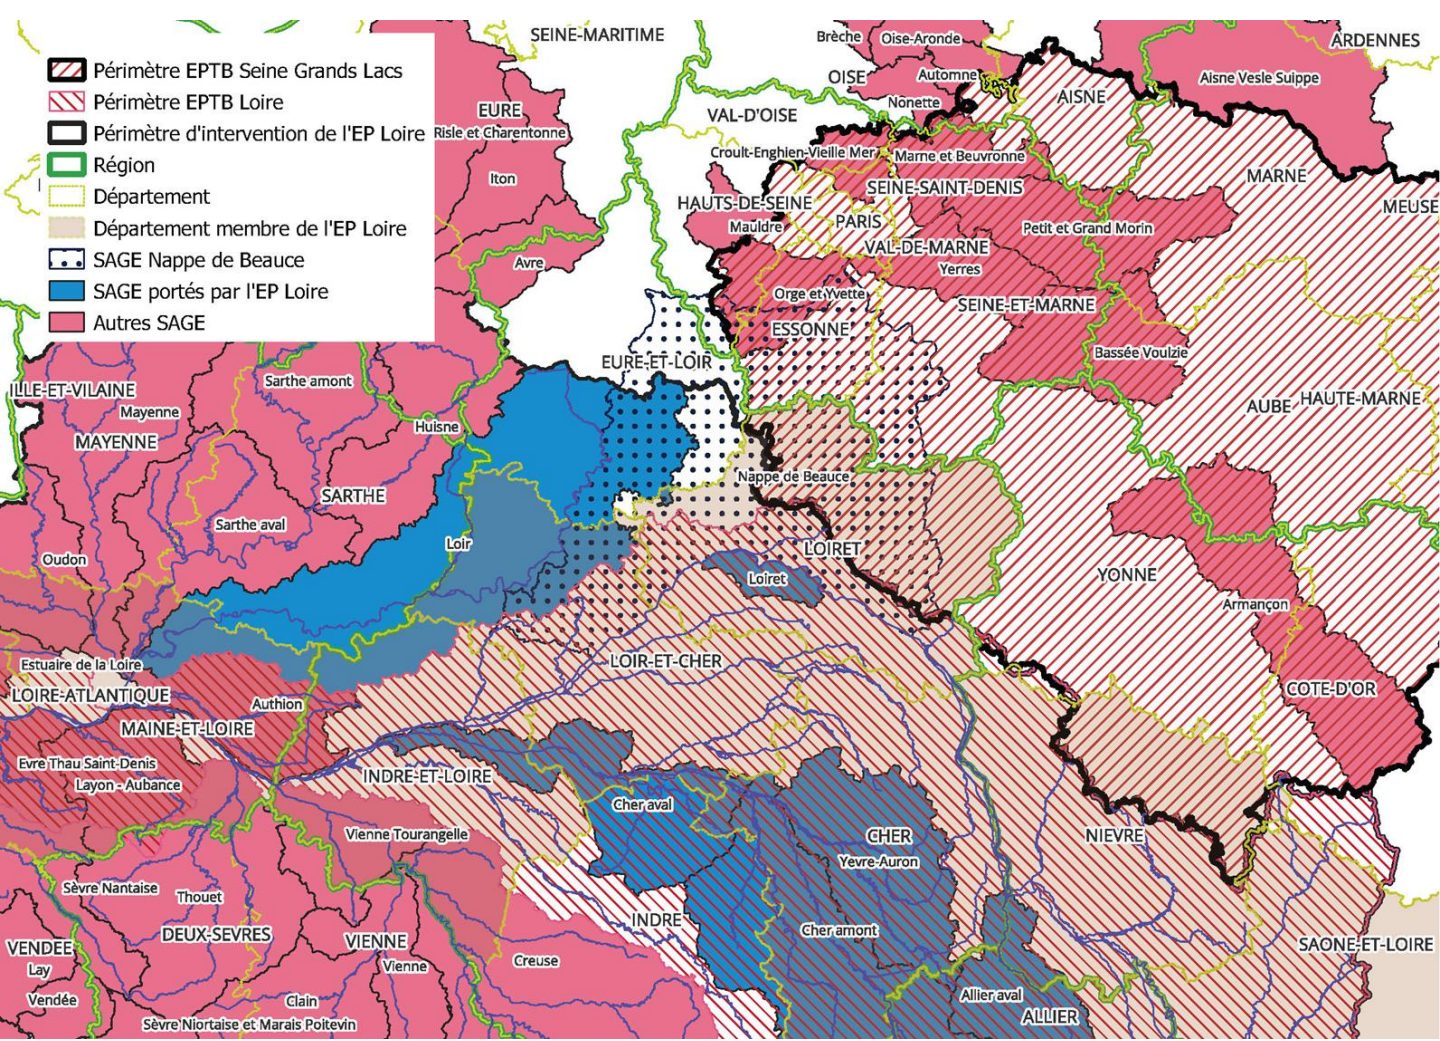 Périmètre EPTB Seine Grands Lacs
Périmètre EPTB Loire
Périmètre d'intervention de l'EP Loire
Région
Département
Département membre de l'EP Loire
SAGE Nappe de Beauce
SAGE portés par l'EP Loire
Autres SAGE
SEINE-MARITIME
Brèche
Oise-Aronde
ARDENNES
OISE
Automne
Aisne Vesle Suippe
AISNE
Nonette
EURE
VAL-D'OISE
Risle et Charentonne
Croult-Enghien-Vieille Mer
Marne et Beuvronne
Iton
MARNE
SEINE-SAINT-DENIS
HAUTS-DE-SEINE
MEUSE
PARIS
Mauldre
Petit et Grand Morin
VAL-DE-MARNE
Avre
Yerres
Orge et Yvette
SEINE-ET-MARNE
ESSONNE
Bassée Voulzie
EURE-ET-LOIR
Sarthe amont
ILLE-ET-VILAINE
Mayenne
AUBE
HAUTE-MARNE
Huisne
MAYENNE
Nappe de Beauce
SARTHE
Sarthe aval
Loir
LOIRET
Oudon
Loiret
YONNE
Armançon
Estuaire de la Loire
LOIR-ET-CHER
COTE-D'OR
LOIRE-ATLANTIQUE
Authion
MAINE-ET-LOIRE
Evre Thau Saint-Denis
INDRE-ET-LOIRE
Layon - Aubance
Cher aval
Vienne Tourangelle
CHER
NIEVRE
Yevre-Auron
Sèvre Nantaise
Thouet
INDRE
Cher amont
DEUX-SEVRES
VIENNE
SAONE-ET-LOIRE
VENDEE
Lay
Vienne
Creuse
Vendée
Clain
Allier aval
ALLIER
Sèvre Niortaise et Marais Poitevin